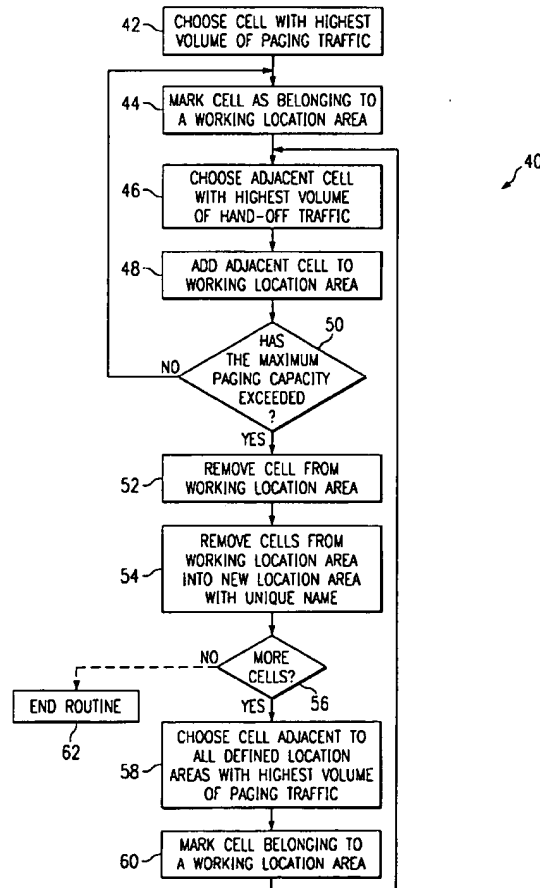 42
CHOOSE CELL WITH HIGHEST
VOLUME OF PAGING TRAFFIC
44
MARK CELL AS BELONGING TO
A WORKING LOCATION AREA
40
46
CHOOSE ADJACENT CELL
WITH HIGHEST VOLUME
OF HAND-OFF TRAFFIC
48
ADD ADJACENT CELL TO
WORKING LOCATION AREA
50
HAS
THE MAXIMUM
PAGING CAPACITY
EXCEEDED
?
NO
YES
52
REMOVE CELL FROM
WORKING LOCATION AREA
54
REMOVE CELLS FROM
WORKING LOCATION AREA
INTO NEW LOCATION AREA
WITH UNIQUE NAME
NO
MORE
CELLS?
56
YES
END ROUTINE
62
58
CHOOSE CELL ADJACENT TO
ALL DEFINED LOCATION
AREAS WITH HIGHEST VOLUME
OF PAGING TRAFFIC
60
MARK CELL BELONGING TO
A WORKING LOCATION AREA